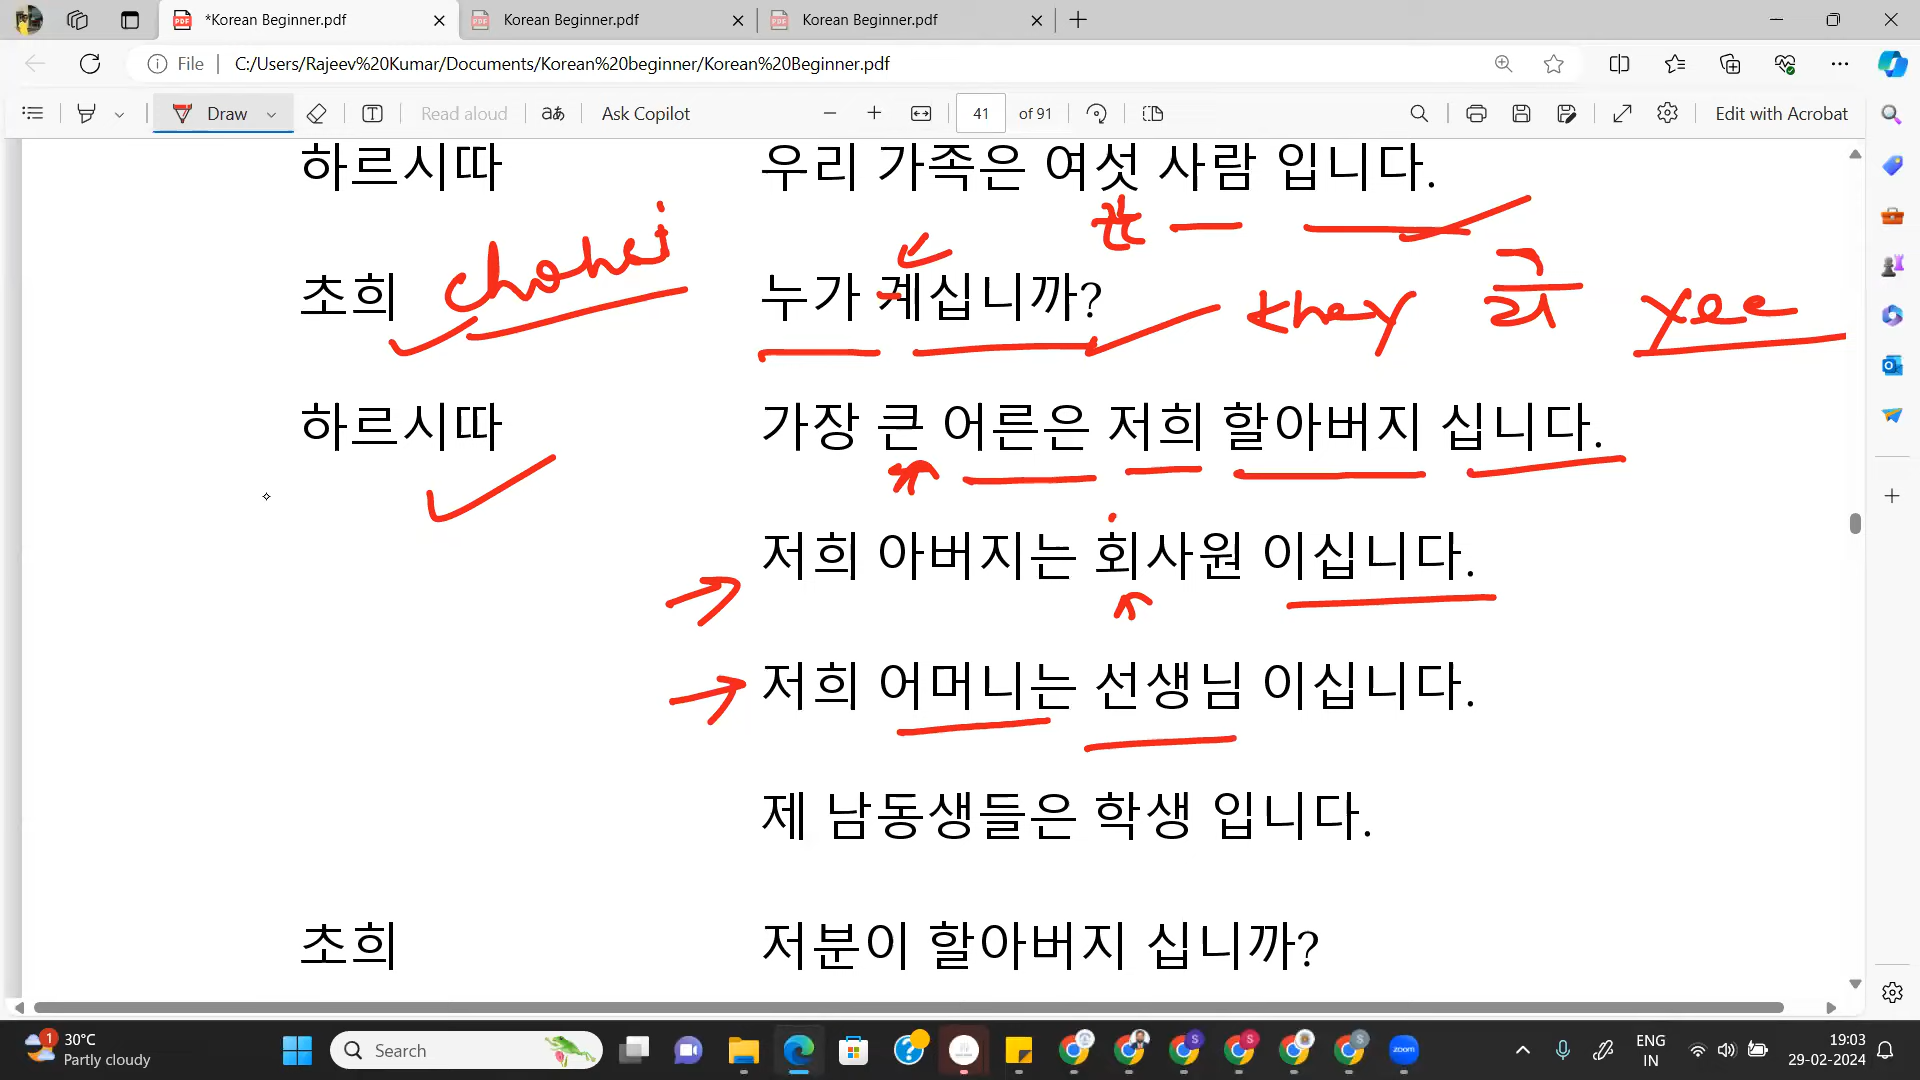 *Korean Beginner.pdf
Korean Beginner.pdf
Korean Beginner.pdf
File
C:/Users/Rajeev%20Kumar/Documents/Korean%20beginner/Korean%20Beginner.pdf
Draw
Read aloud
Ask Copilot
41 of 91
Edit with Acrobat
하르시따 우리 가족은 여섯 사람 입니다.
초희 chohei 누가 계십니까? they
하르시따 가장 큰 어른은 저희 할아버지 십니다.
저희 아버지는 회사원 이십니다.
저희 어머니는 선생님 이십니다.
제 남동생들은 학생 입니다.
초희 저분이 할아버지 십니까?
1
30°C
Partly cloudy
Search
zoom
ENG
IN
19:03
29-02-2024